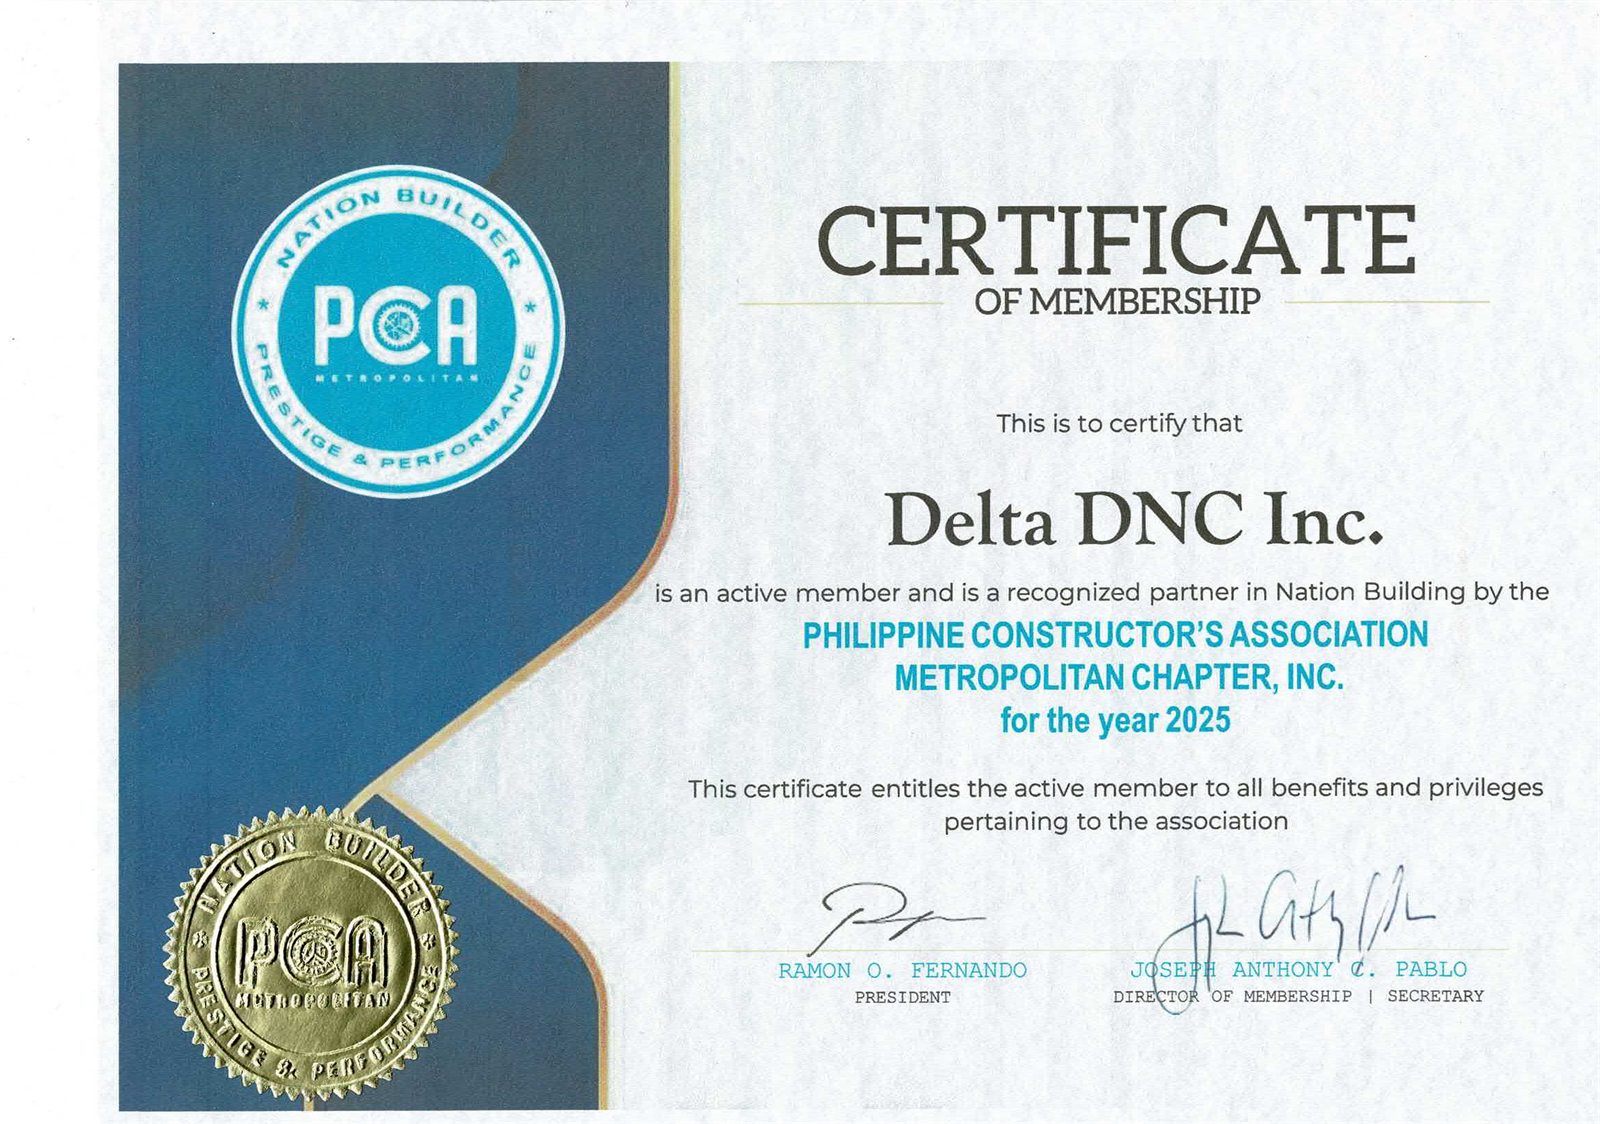 NATION BUILDER
PCA
METROPOLITAN
PRESTIGE & PERFORMANCE
CERTIFICATE
OF MEMBERSHIP
This is to certify that
Delta DNC Inc.
is an active member and is a recognized partner in Nation Building by the
PHILIPPINE CONSTRUCTOR'S ASSOCIATION
METROPOLITAN CHAPTER, INC.
for the year 2025
This certificate entitles the active member to all benefits and privileges
pertaining to the association
RAMON O. FERNANDO
PRESIDENT
JOSEPH ANTHONY C. PABLO
DIRECTOR OF MEMBERSHIP | SECRETARY
NATION BUILDER
PCA
METROPOLITAN
PRESTIGE & PERFORMANCE